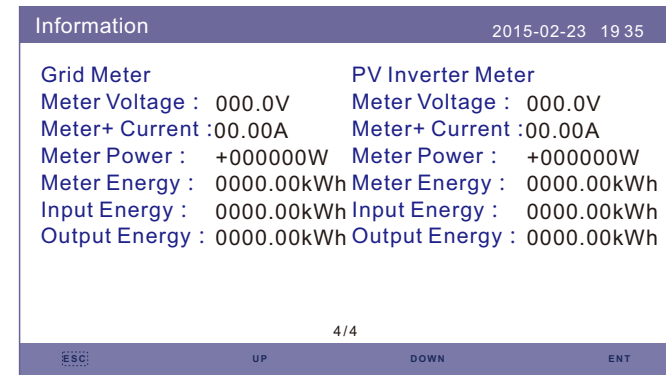 Information 2015-02-23 19 35
Grid Meter PV Inverter Meter
Meter Voltage : 000.0V Meter Voltage : 000.0V
Meter+ Current :00.00A Meter+ Current :00.00A
Meter Power : +000000W Meter Power : +000000W
Meter Energy : 0000.00kWh Meter Energy : 0000.00kWh
Input Energy : 0000.00kWh Input Energy : 0000.00kWh
Output Energy : 0000.00kWh Output Energy : 0000.00kWh
4/4
ESC UP DOWN ENT